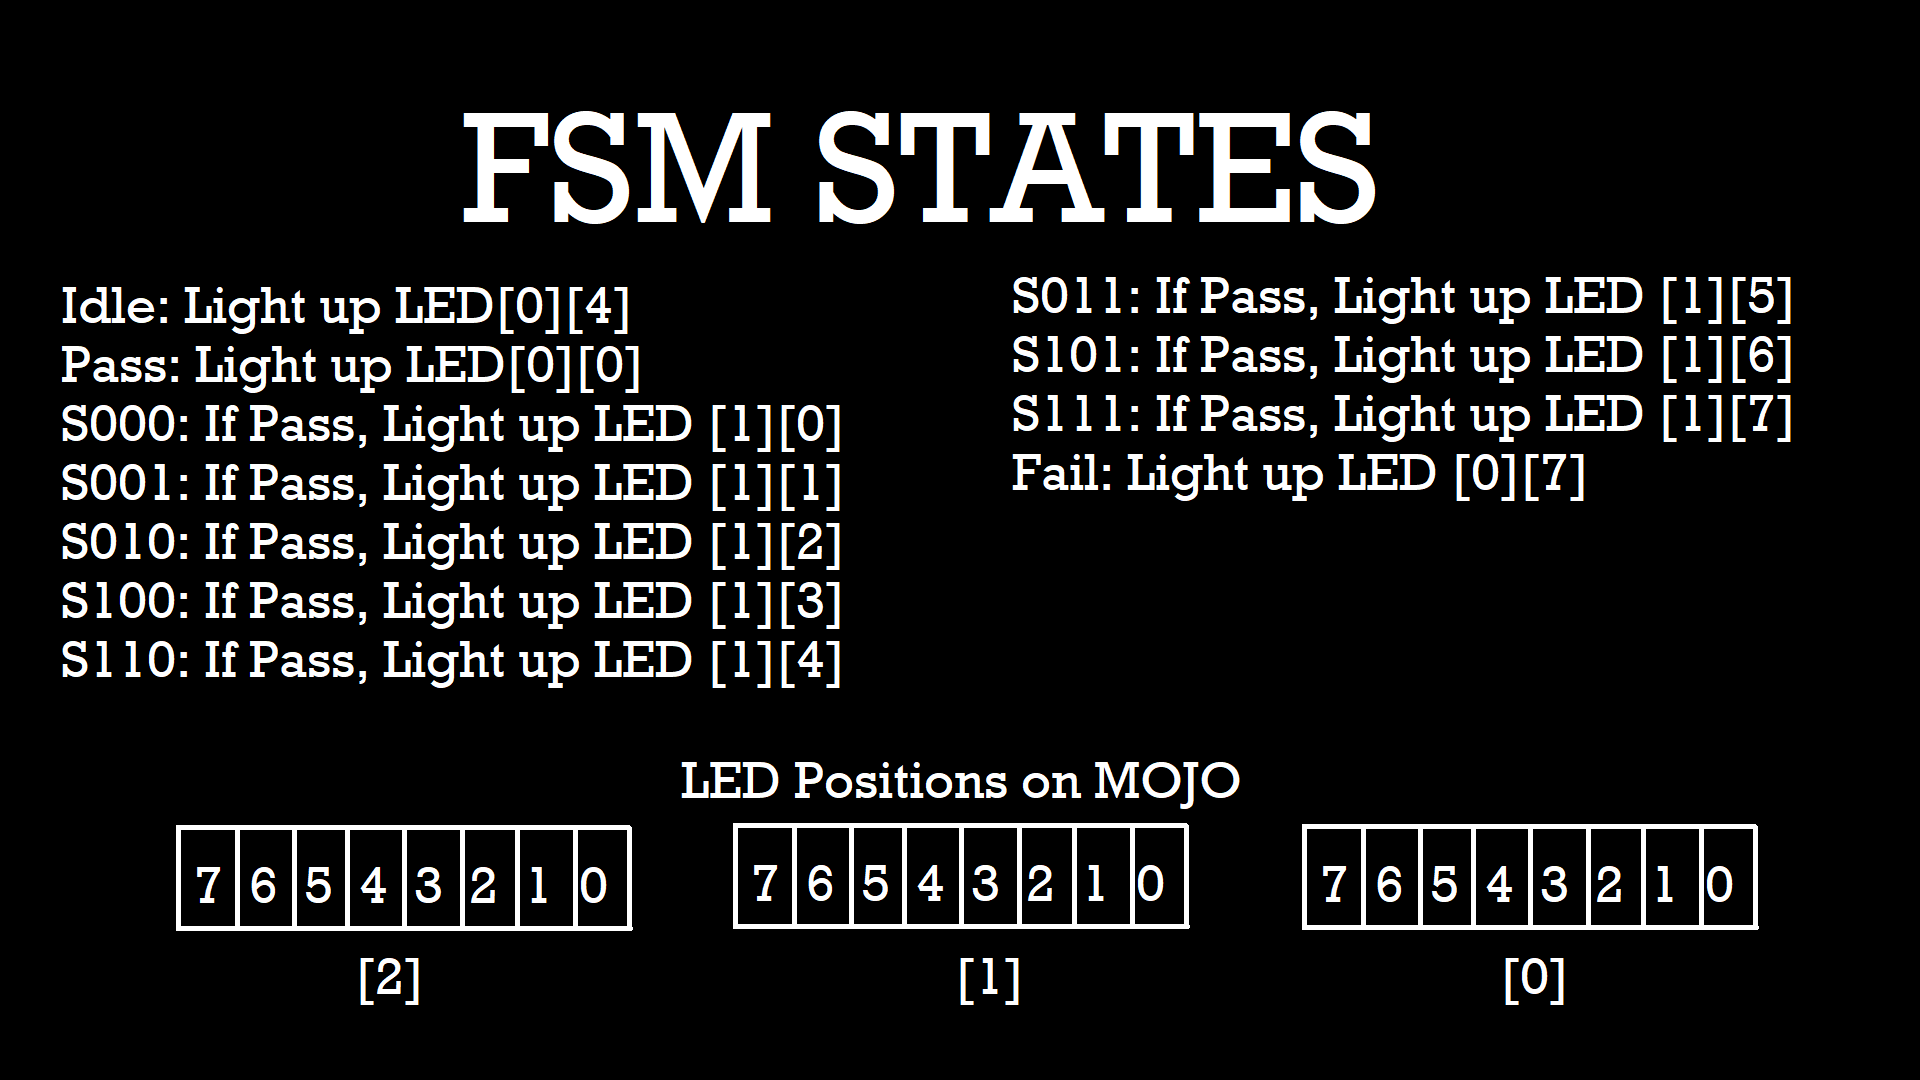 FSM STATES
Idle: Light up LED[0][4]
Pass: Light up LED[0][0]
S000: If Pass, Light up LED [1][0]
S001: If Pass, Light up LED [1][1]
S010: If Pass, Light up LED [1][2]
S100: If Pass, Light up LED [1][3]
S110: If Pass, Light up LED [1][4]
S011: If Pass, Light up LED [1][5]
S101: If Pass, Light up LED [1][6]
S111: If Pass, Light up LED [1][7]
Fail: Light up LED [0][7]
LED Positions on MOJO
7 6 5 4 3 2 1 0
[2]
7 6 5 4 3 2 1 0
[1]
7 6 5 4 3 2 1 0
[0]